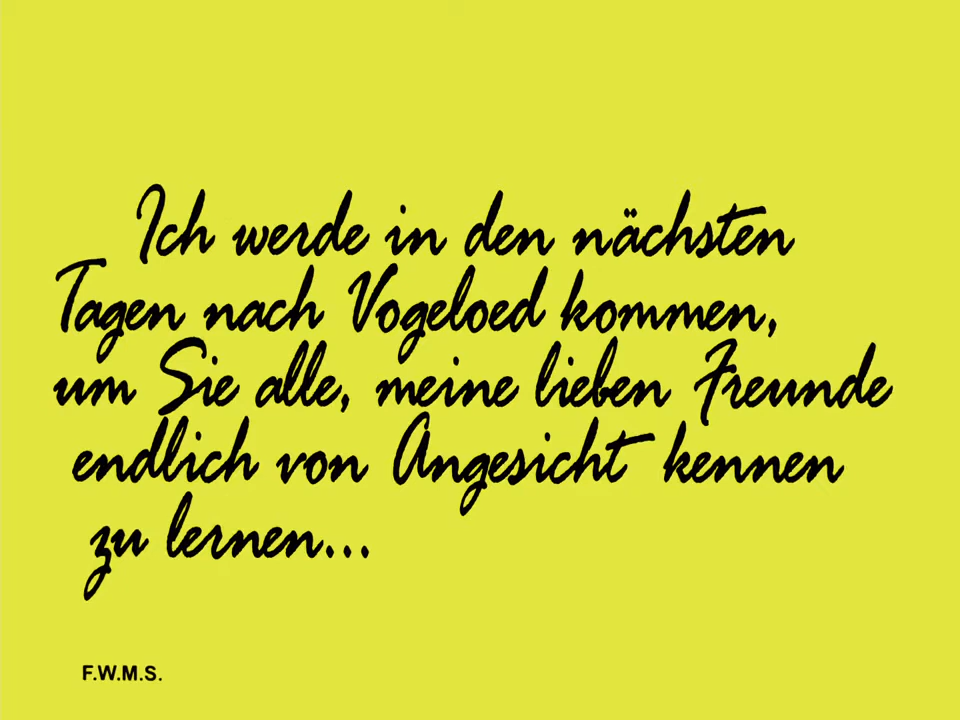 Ich werde in den nächsten
Tagen nach Vogeloed kommen,
um Sie alle, meine lieben Freunde
endlich von Angesicht kennen
zu lernen...
F.W.M.S.